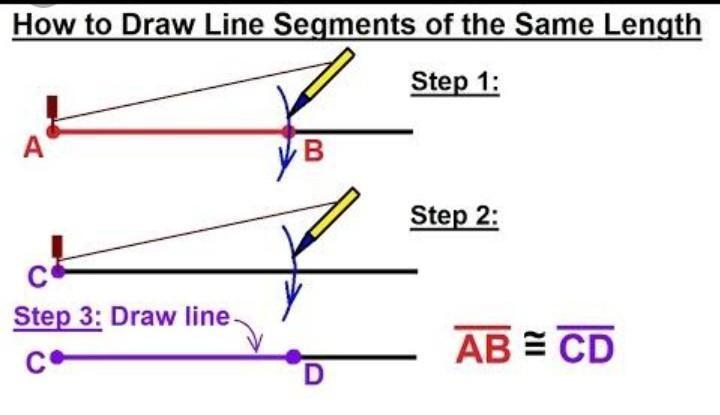 How to Draw Line Segments of the Same Length
Step 1:
A
B
Step 2:
C
Step 3: Draw line
C
D
AB ≅ CD